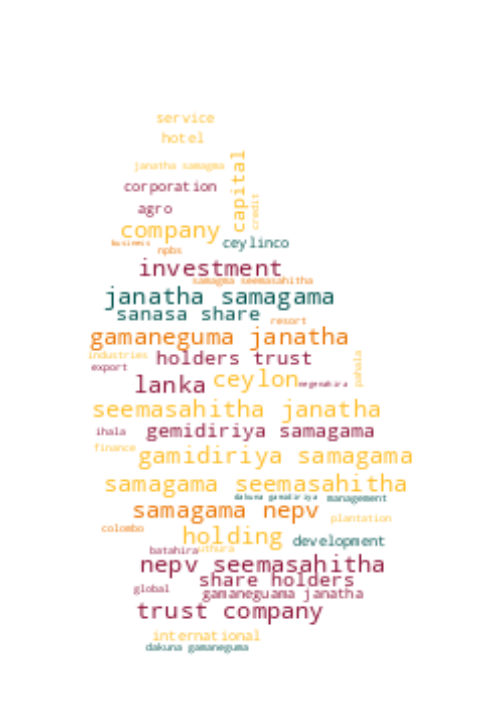 service
hotel
janatha samagma
capital
corporation
credit
agro
company
business
ceylinco
npbs
investment
samagma seemasahitha
janatha samagama
sanasa share
resort
gamaneguma janatha
industries
holders trust
pahala
export
lanka
ceylon
negenahira
seemasahitha janatha
ihala
gemidiriya samagama
finance
gamidiriya samagama
samagama seemasahitha
dakuna gamidiriya
management
samagama nepv
plantation
colombo
holding
development
batahira
uthura
nepv seemasahitha
share holders
global
gamaneguama janatha
trust company
international
dakuna gamaneguma